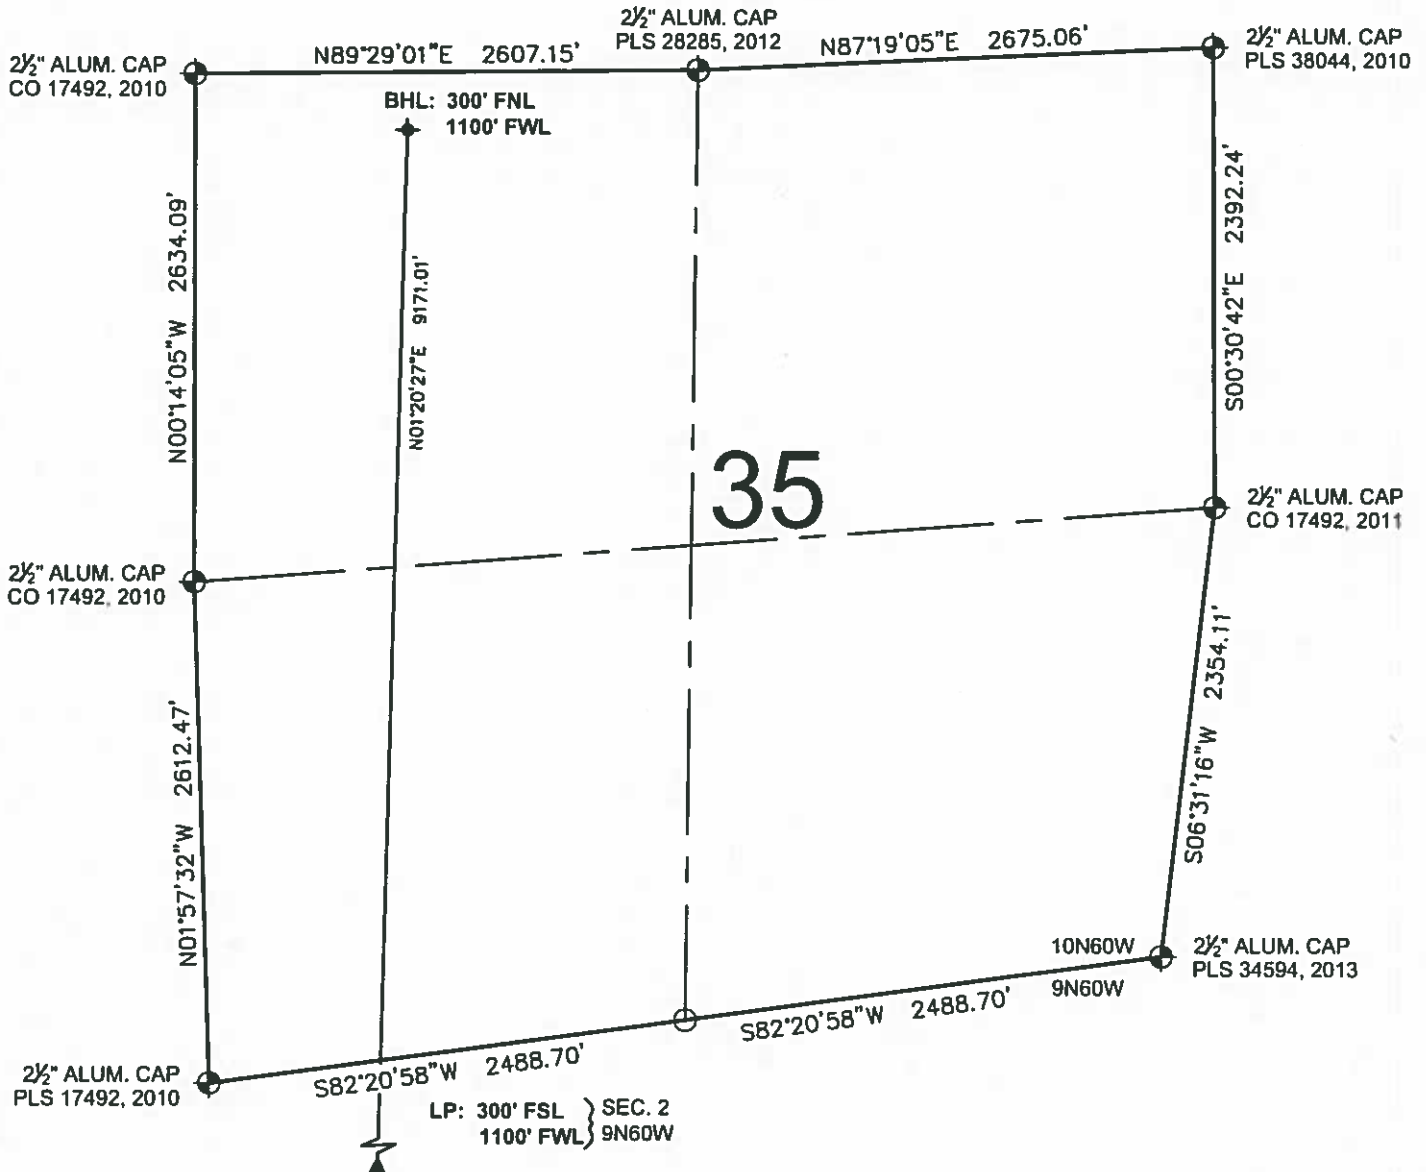 2½" ALUM. CAP
PLS 28285, 2012
N89°29'01"E 2607.15'
N87°19'05"E 2675.06'
2½" ALUM. CAP
PLS 38044, 2010
2½" ALUM. CAP
CO 17492, 2010
BHL: 300' FNL
1100' FWL
N00°14'05"W 2634.09'
N01°20'27"E 9171.01'
S00°30'42"E 2392.24'
35
2½" ALUM. CAP
CO 17492, 2011
2½" ALUM. CAP
CO 17492, 2010
N01°57'32"W 2612.47'
S06°31'16"W 2354.11'
10N60W
9N60W
2½" ALUM. CAP
PLS 34594, 2013
S82°20'58"W 2488.70'
S82°20'58"W 2488.70'
2½" ALUM. CAP
PLS 17492, 2010
LP: 300' FSL } SEC. 2
1100' FWL } 9N60W